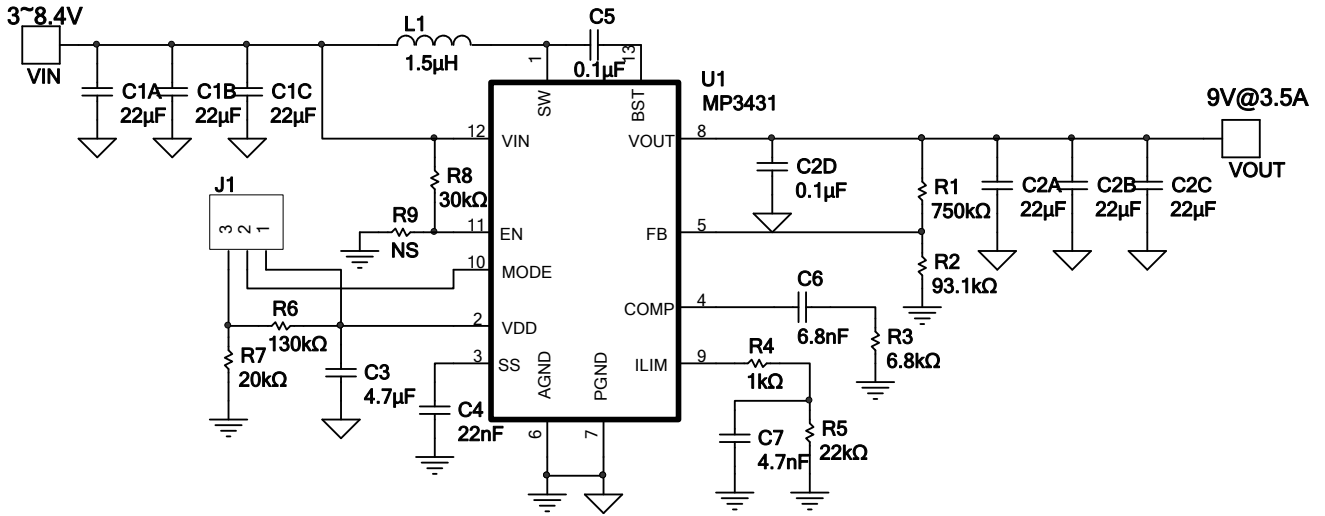 3~8.4V
VIN
C1A
22µF
C1B
22µF
C1C
22µF
L1
1.5µH
C5
0.1µF
1
13
SW
BST
U1
MP3431
9V@3.5A
VOUT
12
VIN
VOUT
8
R8
30kΩ
C2D
0.1µF
R1
750kΩ
C2A
22µF
C2B
22µF
C2C
22µF
J1
3
2
1
R9
NS
11
EN
FB
5
10
MODE
R2
93.1kΩ
COMP
4
C6
6.8nF
R3
6.8kΩ
R6
130kΩ
2
VDD
R7
20kΩ
C3
4.7µF
3
SS
ILIM
9
R4
1kΩ
AGND
PGND
C4
22nF
6
7
C7
4.7nF
R5
22kΩ